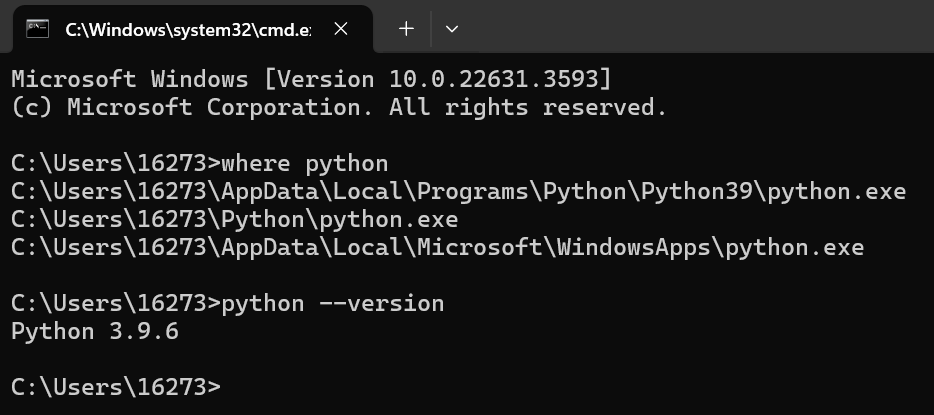 C:\Windows\system32\cmd.e
Microsoft Windows [Version 10.0.22631.3593]
(c) Microsoft Corporation. All rights reserved.
C:\Users\16273>where python
C:\Users\16273\AppData\Local\Programs\Python\Python39\python.exe
C:\Users\16273\Python\python.exe
C:\Users\16273\AppData\Local\Microsoft\WindowsApps\python.exe
C:\Users\16273>python --version
Python 3.9.6
C:\Users\16273>